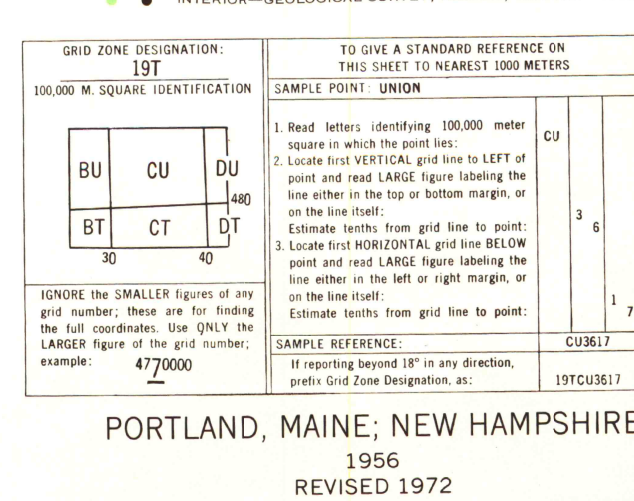 INTERIOR—GEOLOGICAL
GRID ZONE DESIGNATION:
19T
100,000 M. SQUARE IDENTIFICATION
BU CU DU
480
BT CT DT
30 40
IGNORE the SMALLER figures of any
grid number; these are for finding
the full coordinates. Use ONLY the
LARGER figure of the grid number;
example: 4770000
TO GIVE A STANDARD REFERENCE ON
THIS SHEET TO NEAREST 1000 METERS
SAMPLE POINT: UNION
1. Read letters identifying 100,000 meter
square in which the point lies:
CU
2. Locate first VERTICAL grid line to LEFT of
point and read LARGE figure labeling the
line either in the top or bottom margin, or
on the line itself:
3
Estimate tenths from grid line to point:
6
3. Locate first HORIZONTAL grid line BELOW
point and read LARGE figure labeling the
line either in the left or right margin, or
on the line itself:
1
Estimate tenths from grid line to point:
7
SAMPLE REFERENCE: CU3617
If reporting beyond 18° in any direction,
prefix Grid Zone Designation, as: 19TCU3617
PORTLAND, MAINE; NEW HAMPSHIRE
1956
REVISED 1972